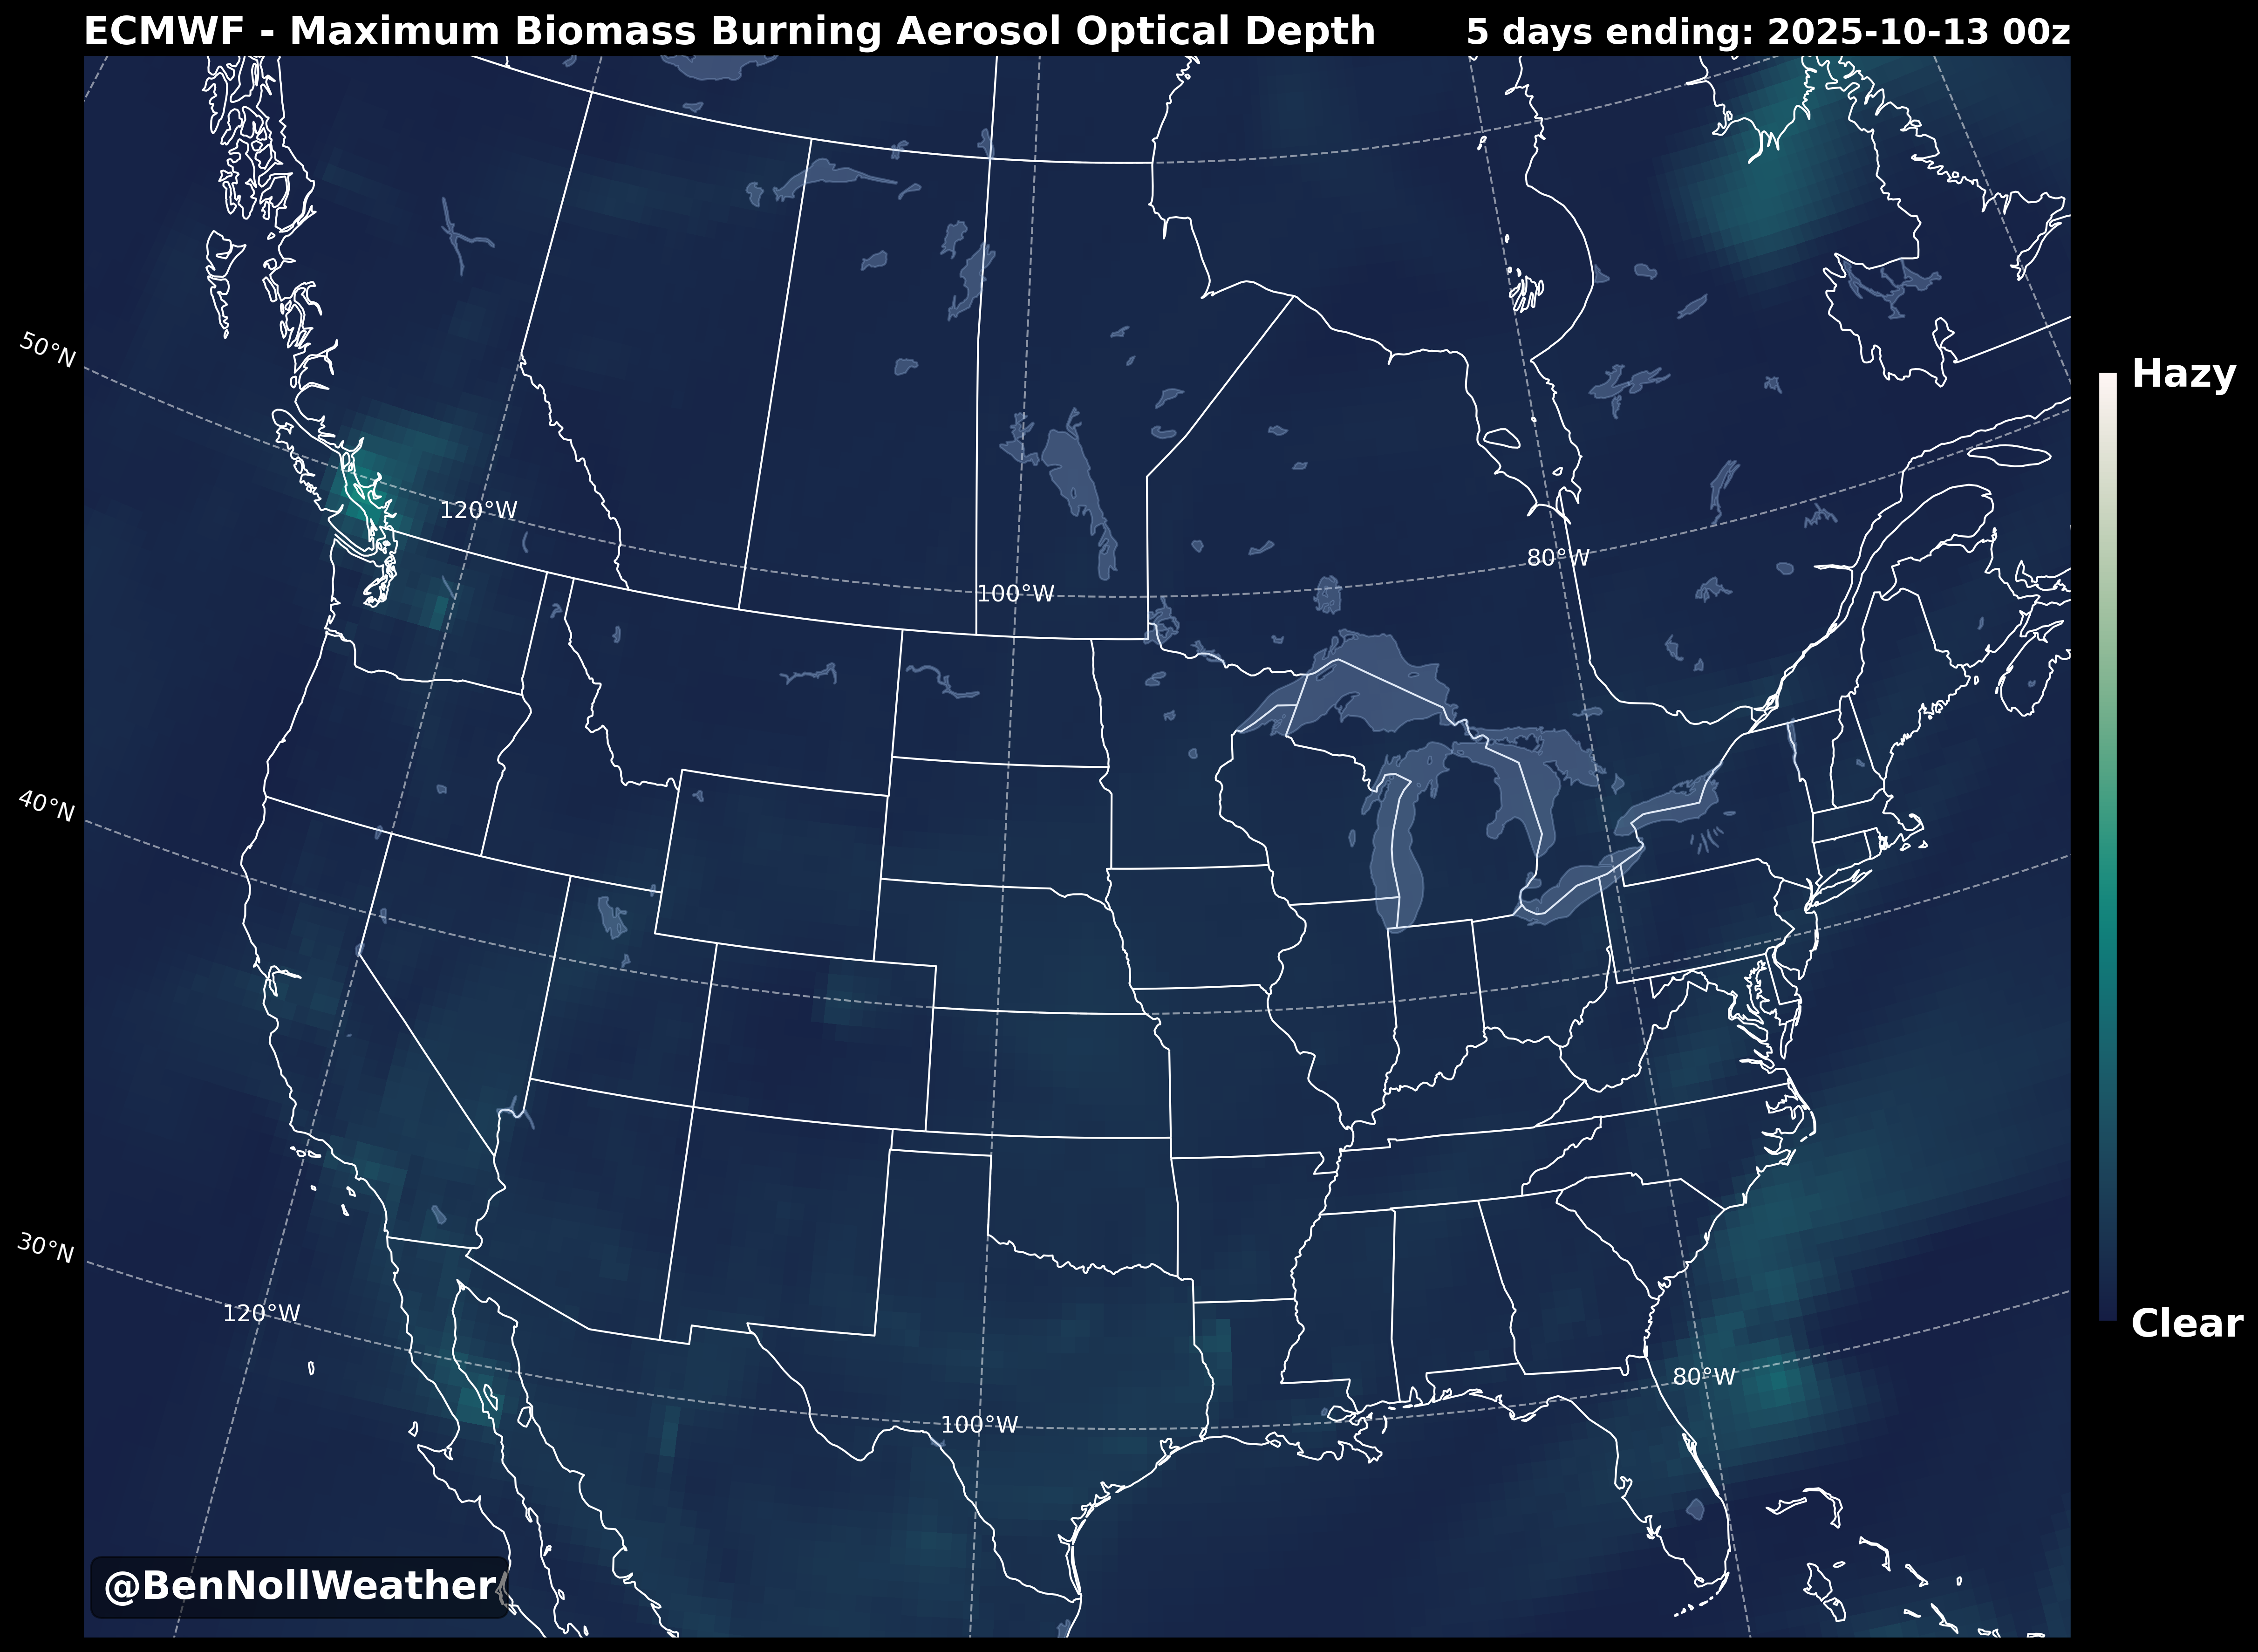 ECMWF - Maximum Biomass Burning Aerosol Optical Depth
5 days ending: 2025-10-13 00z
50°N
Hazy
120°W
80°W
100°W
40°N
30°N
120°W
Clear
80°W
100°W
@BenNollWeather